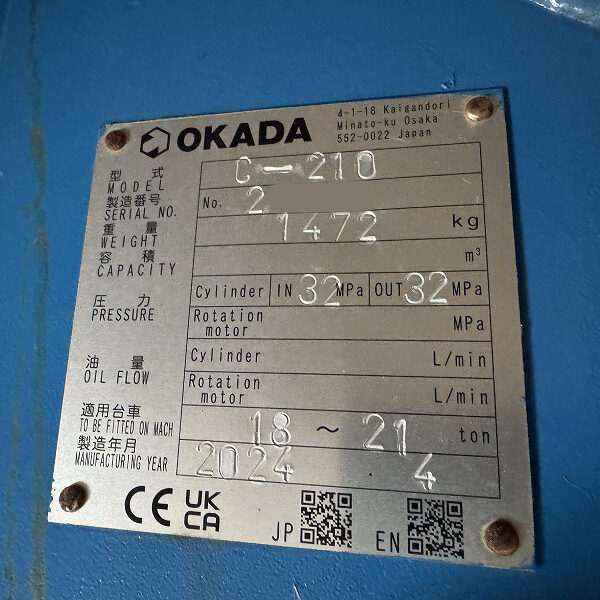 OKADA
4-1-18 Kaigandori
Minato-ku Osaka
552-0022 Japan
型 式
MODEL
C-210
製造番号
SERIAL NO.
No. 2
重 量
WEIGHT
1472 kg
容 積
CAPACITY
m³
圧 力
PRESSURE
Cylinder IN 32 MPa OUT 32 MPa
Rotation motor MPa
油 量
OIL FLOW
Cylinder L/min
Rotation motor L/min
適用台車
TO BE FITTED ON MACH
18 ~ 21 ton
製造年月
MANUFACTURING YEAR
2024 4
CE UK
CA
JP EN